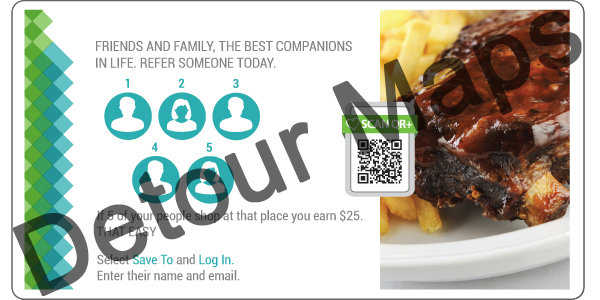 FRIENDS AND FAMILY, THE BEST COMPANIONS
IN LIFE. REFER SOMEONE TODAY.
1 2 3
4 5
SCAN QR+
If 5 of your people shop at that place you earn $25.
THAT EASY
Select Save To and Log In.
Enter their name and email.
Detour Maps